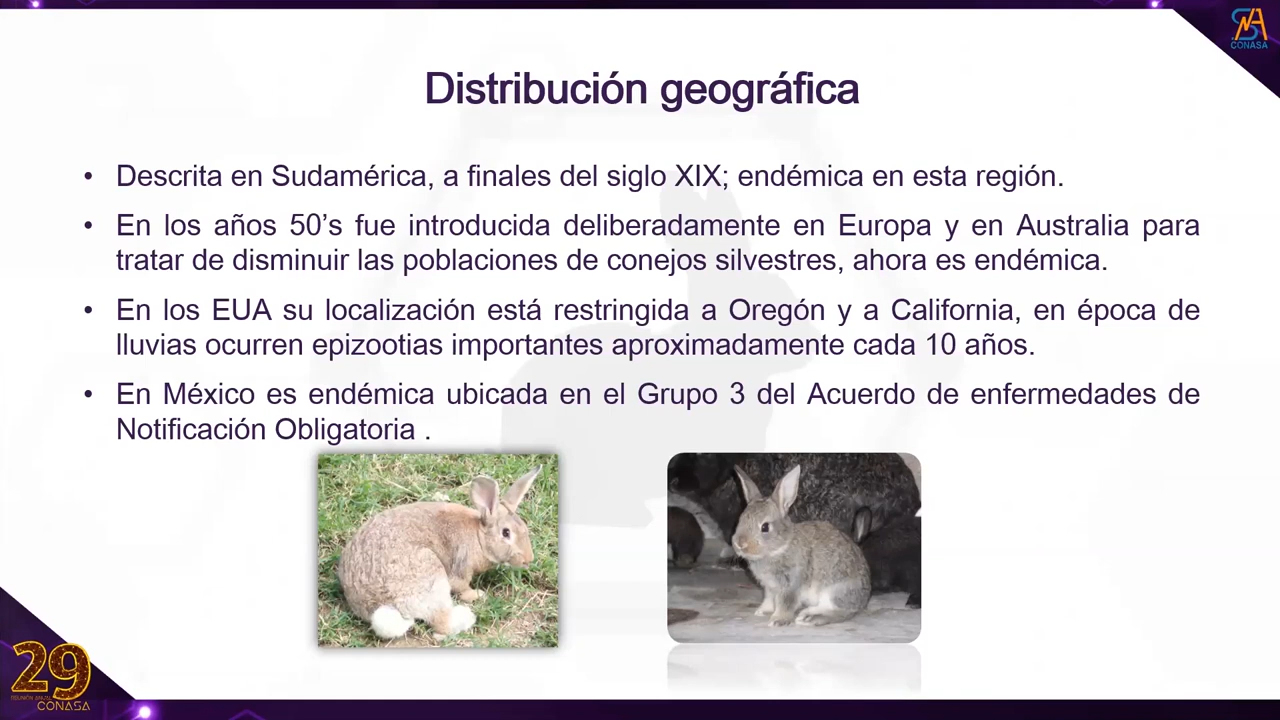 CONASA
Distribución geográfica
• Descrita en Sudamérica, a finales del siglo XIX; endémica en esta región.
• En los años 50’s fue introducida deliberadamente en Europa y en Australia para
tratar de disminuir las poblaciones de conejos silvestres, ahora es endémica.
• En los EUA su localización está restringida a Oregón y a California, en época de
lluvias ocurren epizootias importantes aproximadamente cada 10 años.
• En México es endémica ubicada en el Grupo 3 del Acuerdo de enfermedades de
Notificación Obligatoria .
29
REUNIÓN ANUAL
CONASA